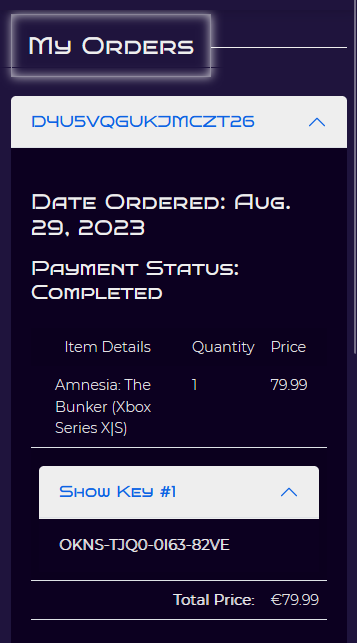 My Orders
D4U5VQGUKJMCZT26
Date Ordered: Aug.
29, 2023
Payment Status:
Completed
Item Details Quantity Price
Amnesia: The 1 79.99
Bunker (Xbox
Series X|S)
Show Key #1
OKNS-TJQ0-0I63-82VE
Total Price: €79.99